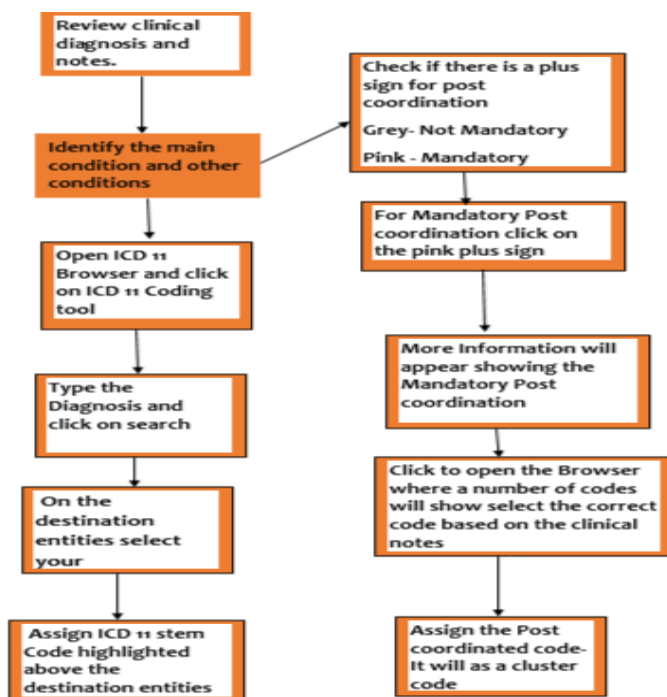 Review clinical
diagnosis and
notes.
Identify the main
condition and other
conditions
Open ICD 11
Browser and click
on ICD 11 Coding
tool
Type the
Diagnosis and
click on search
On the
destination
entities select
your
Assign ICD 11 stem
Code highlighted
above the
destination entities
Check if there is a plus
sign for post
coordination
Grey- Not Mandatory
Pink - Mandatory
For Mandatory Post
coordination click on
the pink plus sign
More Information will
appear showing the
Mandatory Post
coordination
Click to open the Browser
where a number of codes
will show select the correct
code based on the clinical
notes
Assign the Post
coordinated code-
It will as a cluster
code